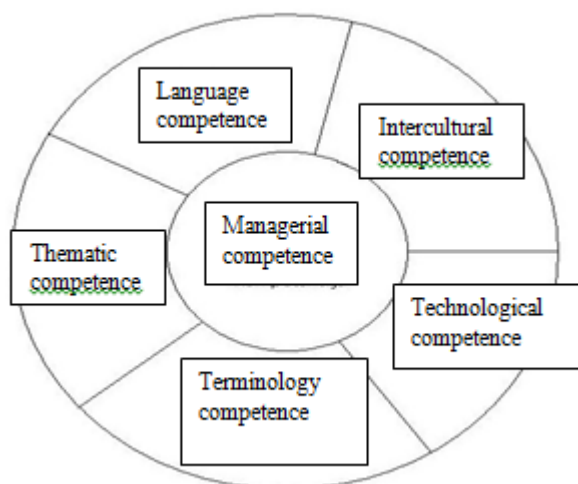 Language
competence
Intercultural
competence
Managerial
competence
Thematic
competence
Technological
competence
Terminology
competence